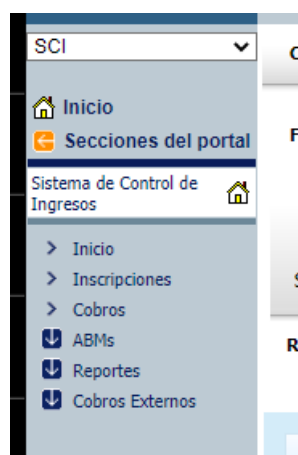 SCI
Inicio
Secciones del portal
Sistema de Control de
Ingresos
Inicio
Inscripciones
Cobros
ABMs
Reportes
Cobros Externos